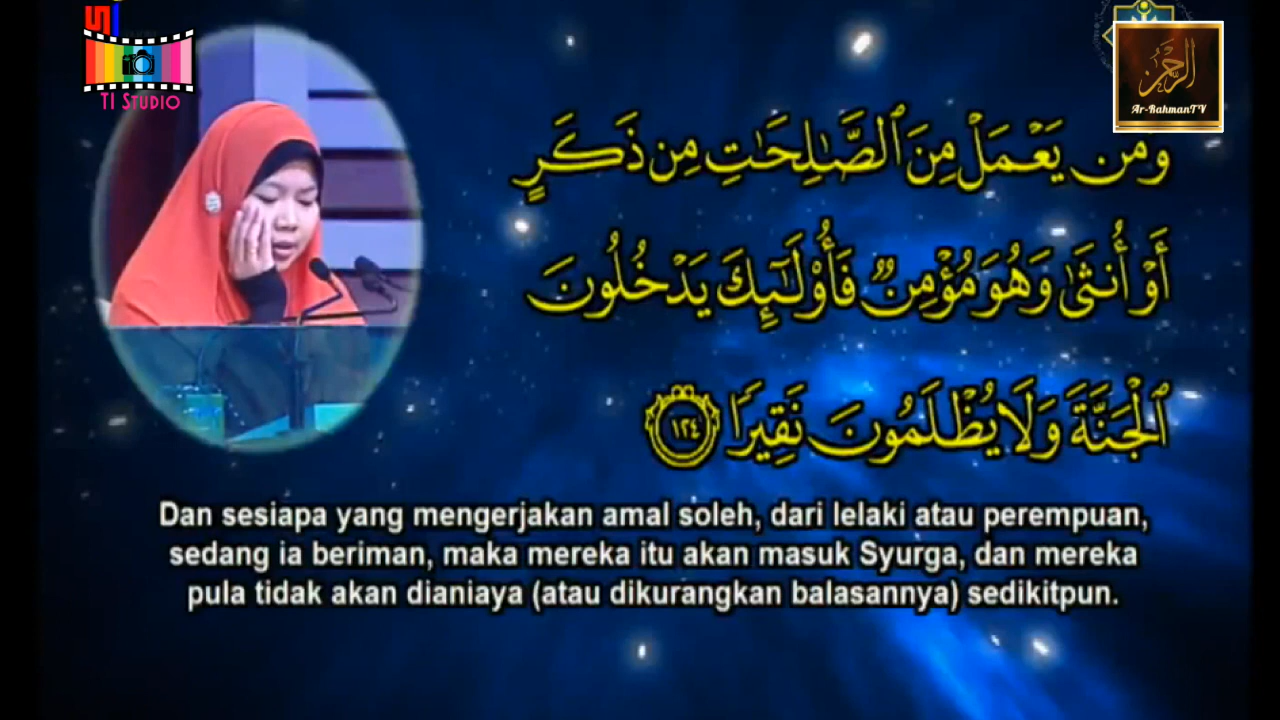 SI
TI STUDIO
الرحمن
Ar-RahmanTV
وَمَن يَعْمَلْ مِنَ ٱلصَّـٰلِحَـٰتِ مِن ذَكَرٍ
أَوْ أُنثَىٰ وَهُوَ مُؤْمِنٌ فَأُو۟لَـٰٓئِكَ يَدْخُلُونَ
ٱلْجَنَّةَ وَلَا يُظْلَمُونَ نَقِيرًا ١٢٤
Dan sesiapa yang mengerjakan amal soleh, dari lelaki atau perempuan,
sedang ia beriman, maka mereka itu akan masuk Syurga, dan mereka
pula tidak akan dianiaya (atau dikurangkan balasannya) sedikitpun.